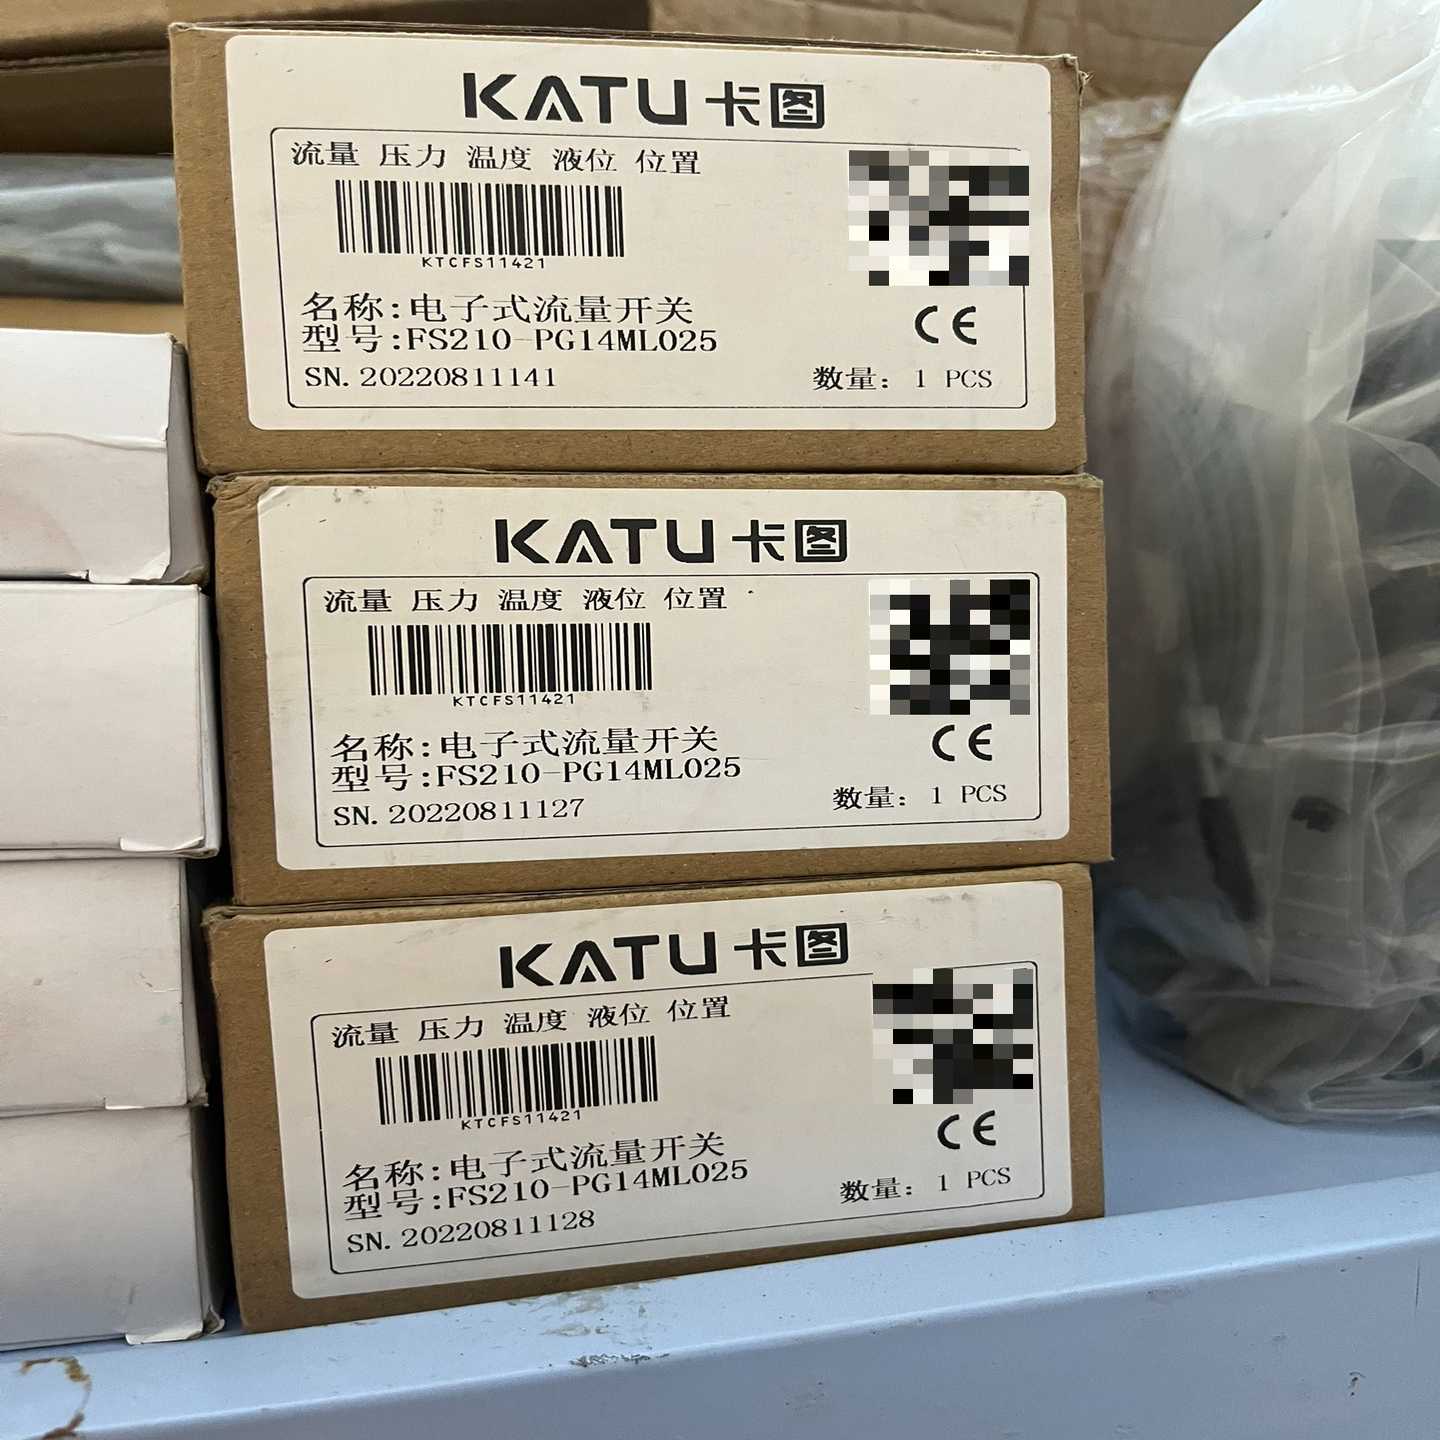 KATU 卡图
流量 压力 温度 液位 位置
KTCFS11421
名称:电子式流量开关
型号:FS210-PG14ML025
CE
SN.20220811141
数量: 1 PCS
KATU 卡图
流量 压力 温度 液位 位置
KTCFS11421
名称:电子式流量开关
型号:FS210-PG14ML025
CE
SN.20220811127
数量: 1 PCS
KATU 卡图
流量 压力 温度 液位 位置
KTCFS11421
名称:电子式流量开关
型号:FS210-PG14ML025
CE
SN.20220811128
数量: 1 PCS